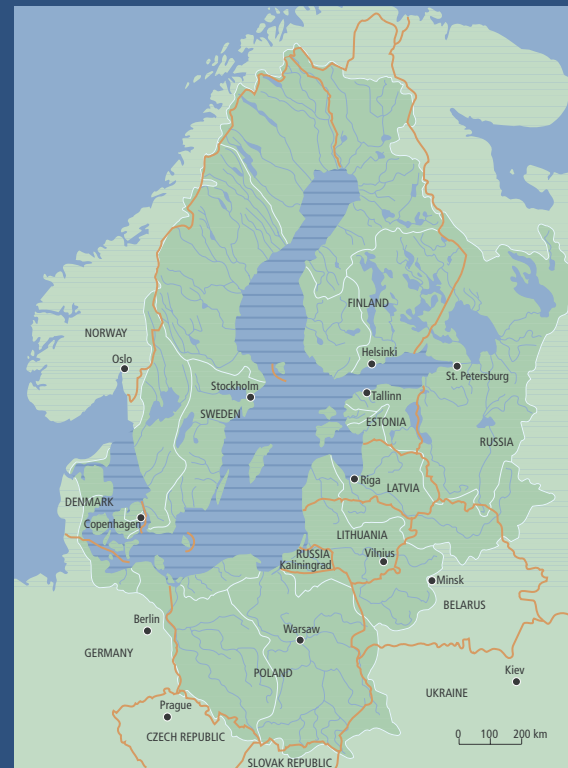 FINLAND
NORWAY
Helsinki
Oslo
St. Petersburg
Stockholm
Tallinn
SWEDEN
ESTONIA
RUSSIA
Riga
LATVIA
DENMARK
Copenhagen
LITHUANIA
RUSSIA
Vilnius
Kaliningrad
Minsk
BELARUS
Berlin
Warsaw
GERMANY
Kiev
POLAND
UKRAINE
Prague
CZECH REPUBLIC
0 100 200 km
SLOVAK REPUBLIC